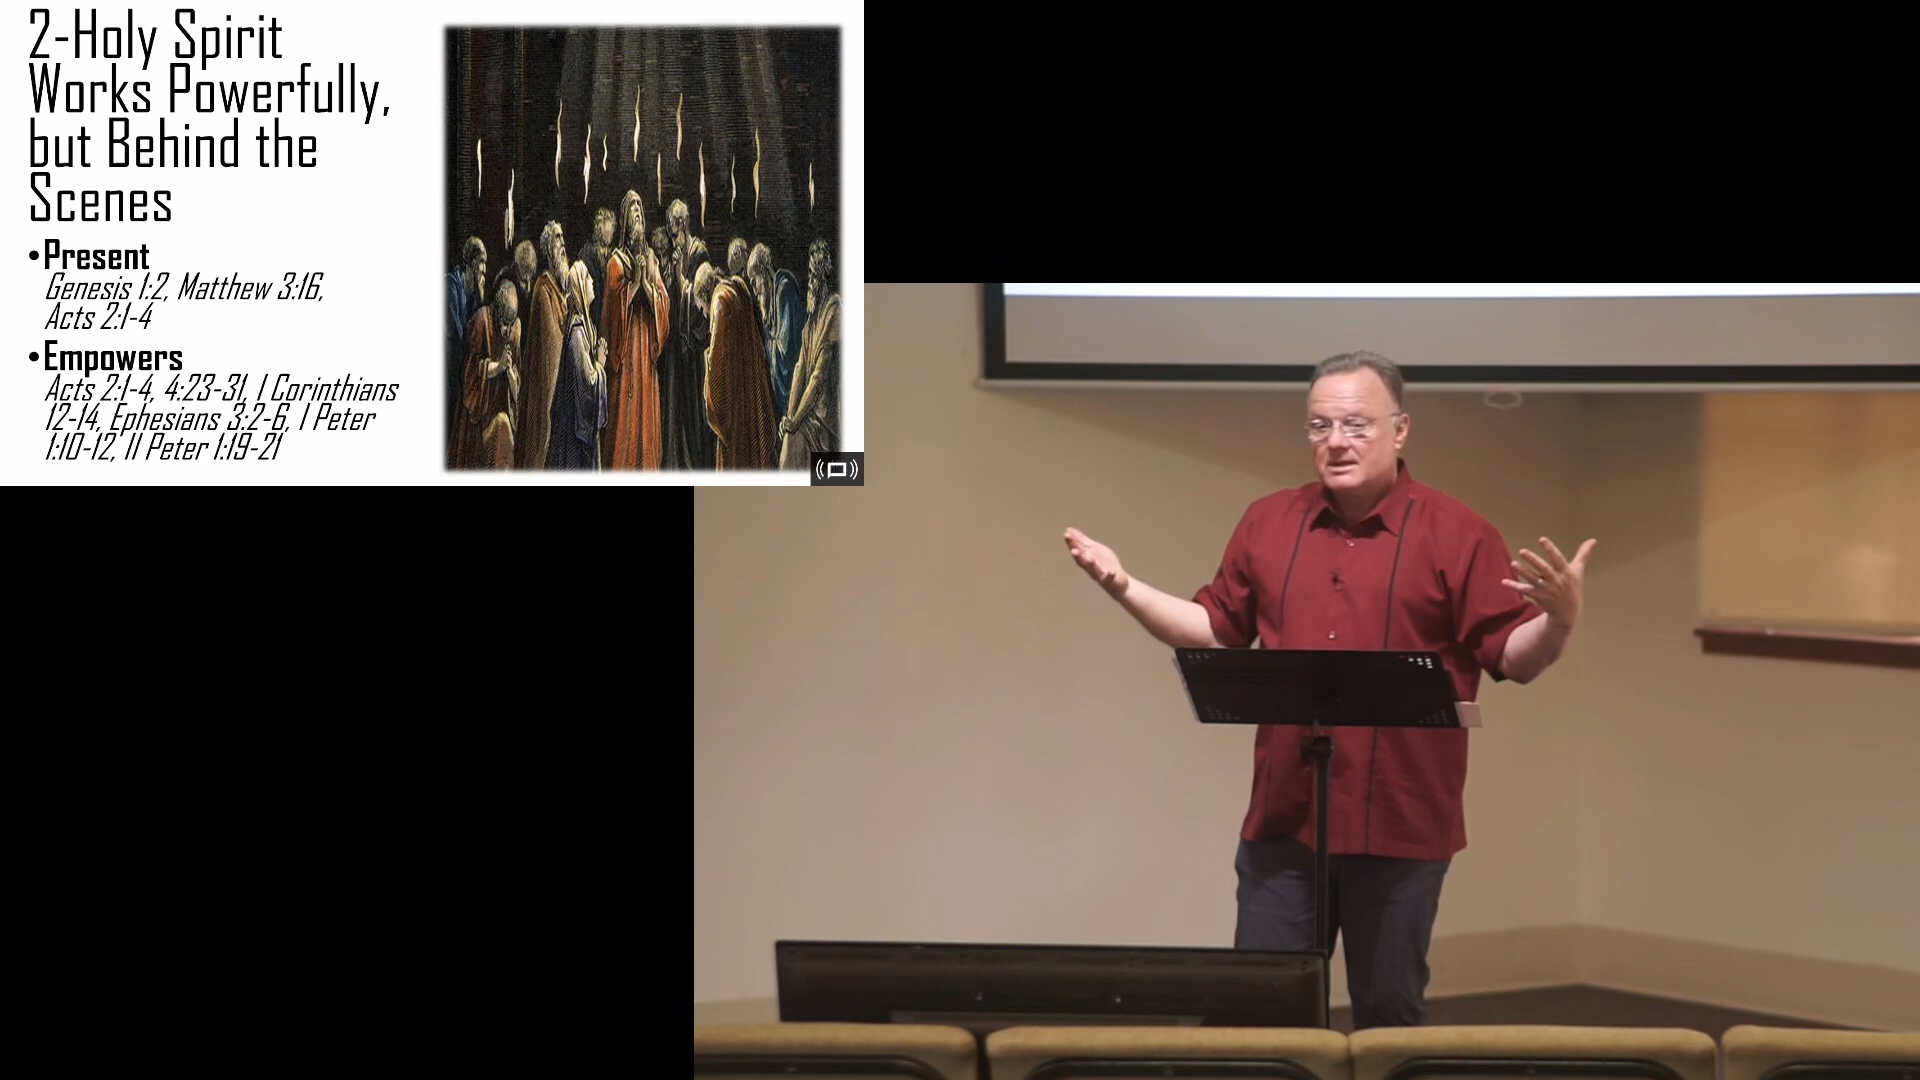 2-Holy Spirit
Works Powerfully,
but Behind the
Scenes
•Present
Genesis 1:2, Matthew 3:16,
Acts 2:1-4
•Empowers
Acts 2:1-4, 4:23-31, I Corinthians
12-14, Ephesians 3:2-6, I Peter
1:10-12, II Peter 1:19-21